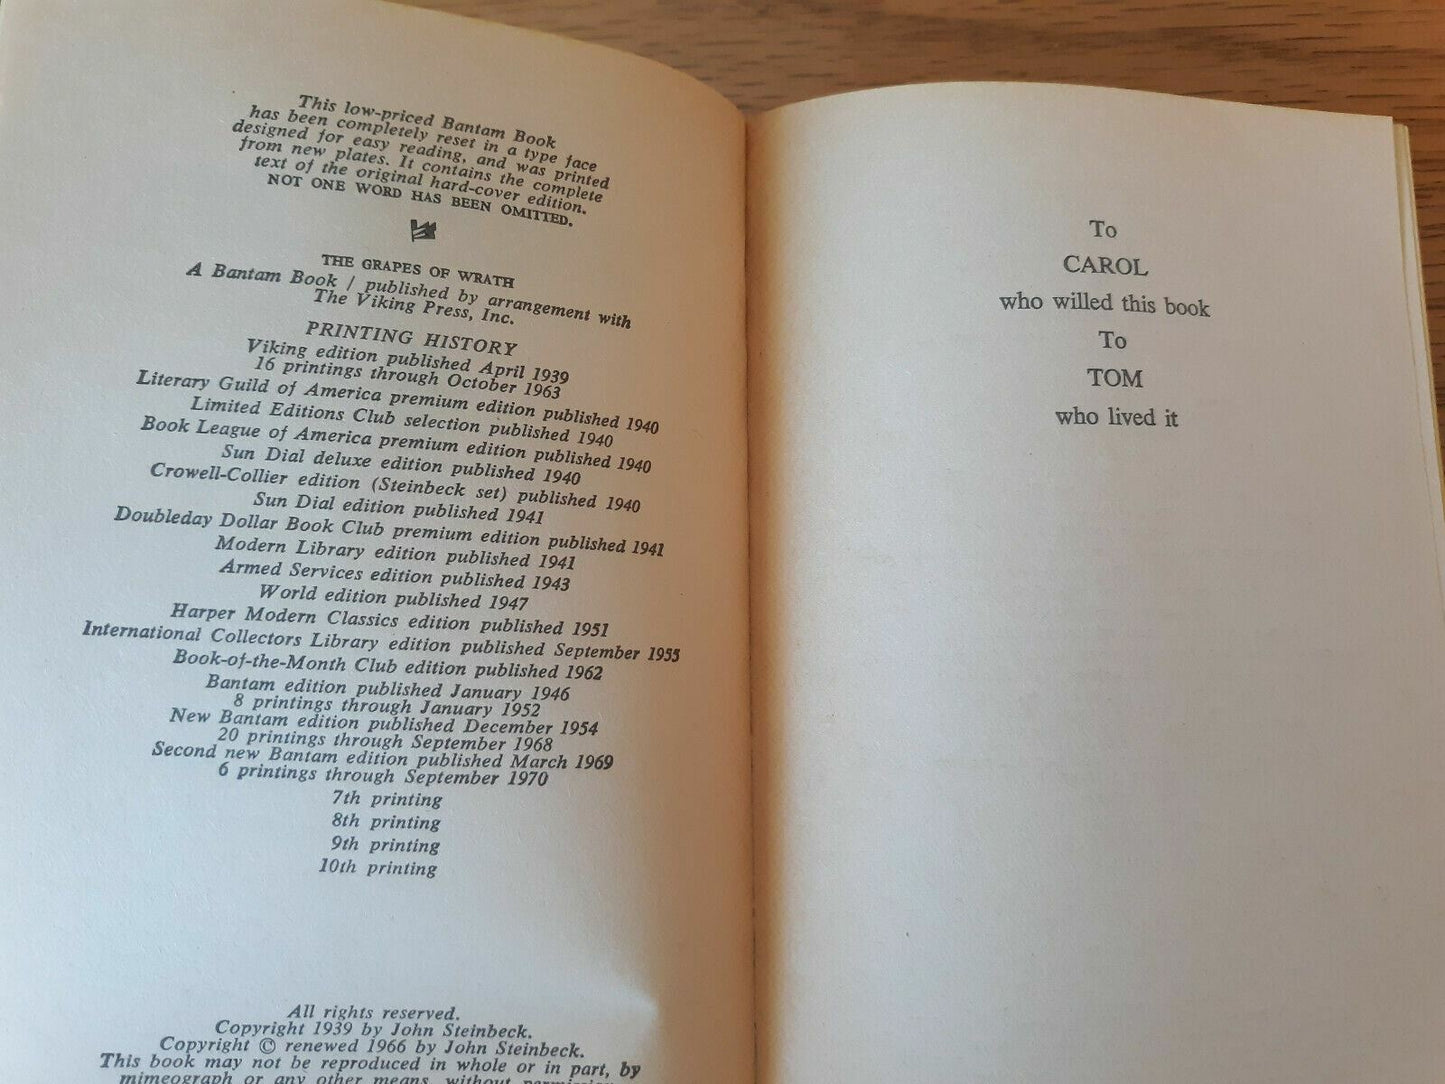 This low-priced Bantam Book
has been completely reset in a type face
designed for easy reading, and was printed
from new plates. It contains the complete
text of the original hard-cover edition.
NOT ONE WORD HAS BEEN OMITTED.
THE GRAPES OF WRATH
A Bantam Book / published by arrangement with
The Viking Press, Inc.
PRINTING HISTORY
Viking edition published April 1939
16 printings through October 1963
Literary Guild of America premium edition published 1940
Limited Editions Club selection published 1940
Book League of America premium edition published 1940
Sun Dial deluxe edition published 1940
Crowell-Collier edition (Steinbeck set) published 1940
Sun Dial edition published 1941
Doubleday Dollar Book Club premium edition published 1941
Modern Library edition published 1941
Armed Services edition published 1943
World edition published 1947
Harper Modern Classics edition published 1951
International Collectors Library edition published September 1955
Book-of-the-Month Club edition published 1962
Bantam edition published January 1946
8 printings through January 1952
New Bantam edition published December 1954
20 printings through September 1968
Second new Bantam edition published March 1969
6 printings through September 1970
7th printing
8th printing
9th printing
10th printing
All rights reserved.
Copyright 1939 by John Steinbeck.
Copyright © renewed 1966 by John Steinbeck.
This book may not be reproduced in whole or in part, by
mimeograph or any other means, without
To
CAROL
who willed this book
To
TOM
who lived it